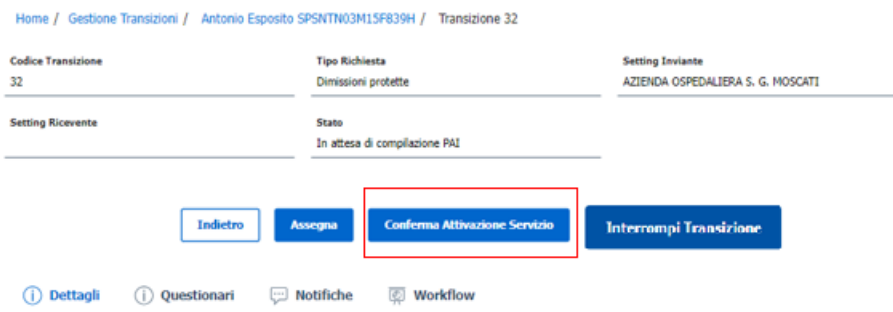 Home / Gestione Transizioni / Antonio Esposito SPSNTN03M15F839H / Transizione 32
Codice Transizione Tipo Richiesta Setting Inviante
32 Dimissioni protette AZIENDA OSPEDALIERA S. G. MOSCATI
Setting Ricevente Stato
In attesa di compilazione PAI
Indietro Assegna Conferma Attivazione Servizio Interrompi Transizione
Dettagli Questionari Notifiche Workflow